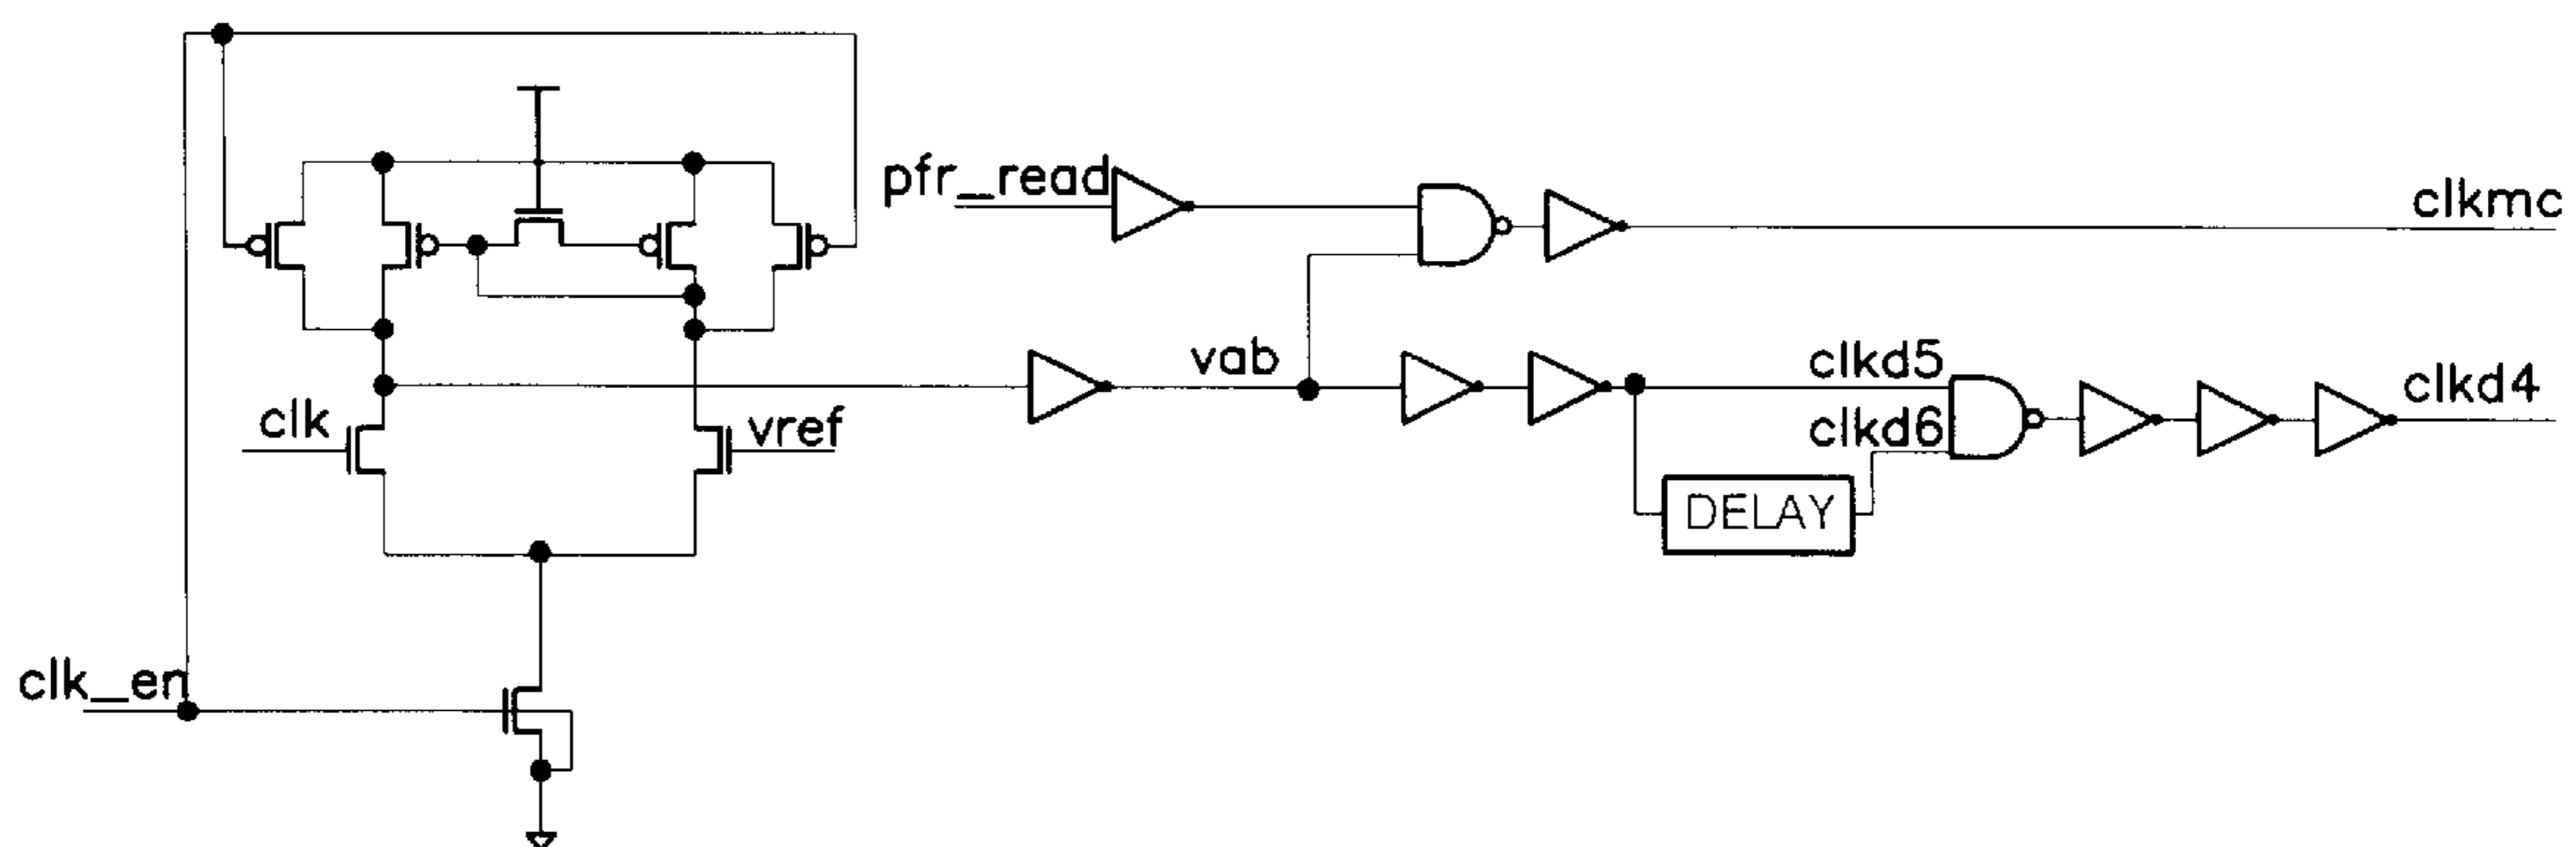 pfr_read
clkmc
vab
clkd5
clkd4
clk
vref
clkd6
DELAY
clk_en